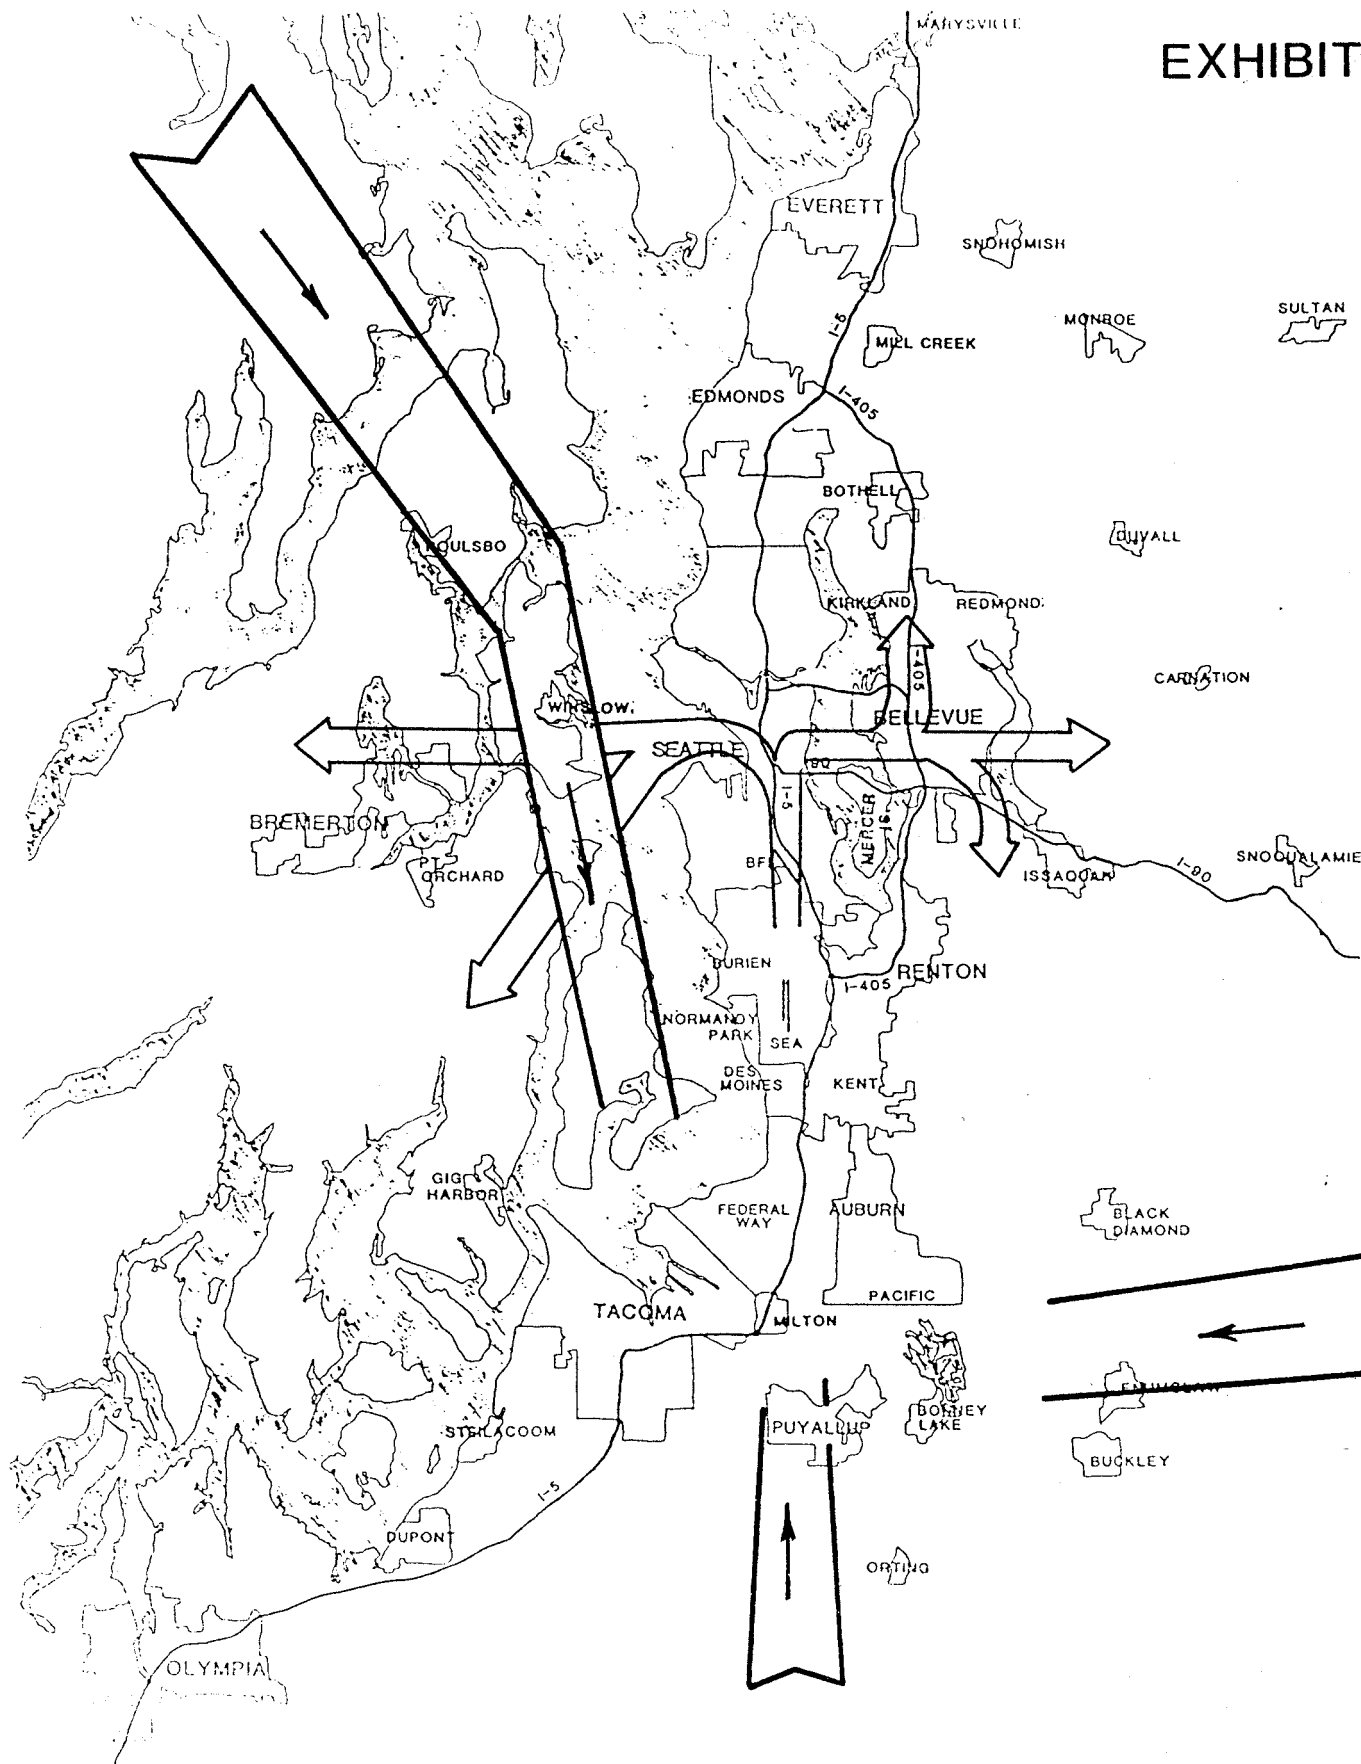 MARYSVILLE
EXHIBIT
EVERETT
SNOHOMISH
SULTAN
MONROE
I-5
MILL CREEK
EDMONDS
I-405
BOTHELL
DUVALL
POULSBO
KIRKLAND
REDMOND
I-405
CARNATION
WINSLOW
BELLEVUE
SEATTLE
90
I-5
MERCER
IS.
BREMERTON
PT.
ORCHARD
BFI
ISSAQUAH
I-90
SNOQUALAMIE
BURIEN
RENTON
I-405
NORMANDY
PARK
SEA
DES
MOINES
KENT
GIG
HARBOR
FEDERAL
WAY
AUBURN
BLACK
DIAMOND
PACIFIC
TACOMA
MILTON
ENUMCLAW
BONNEY
LAKE
PUYALLUP
STEILACOOM
BUCKLEY
I-5
DUPONT
ORTING
OLYMPIA